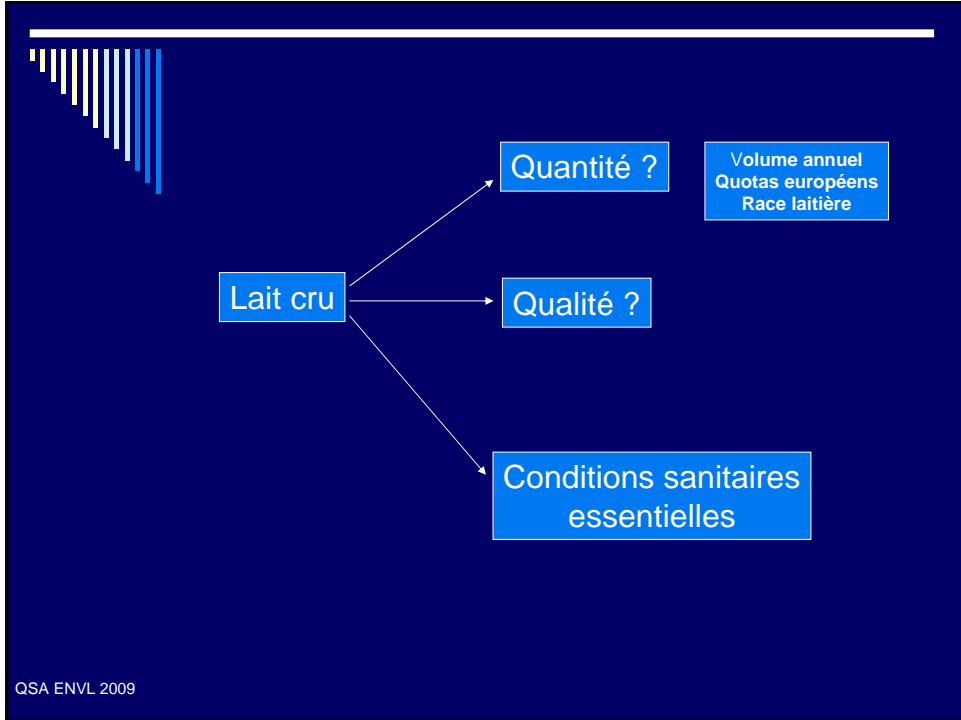 Quantité ?
Volume annuel
Quotas européens
Race laitière
Lait cru
Qualité ?
Conditions sanitaires
essentielles
QSA ENVL 2009